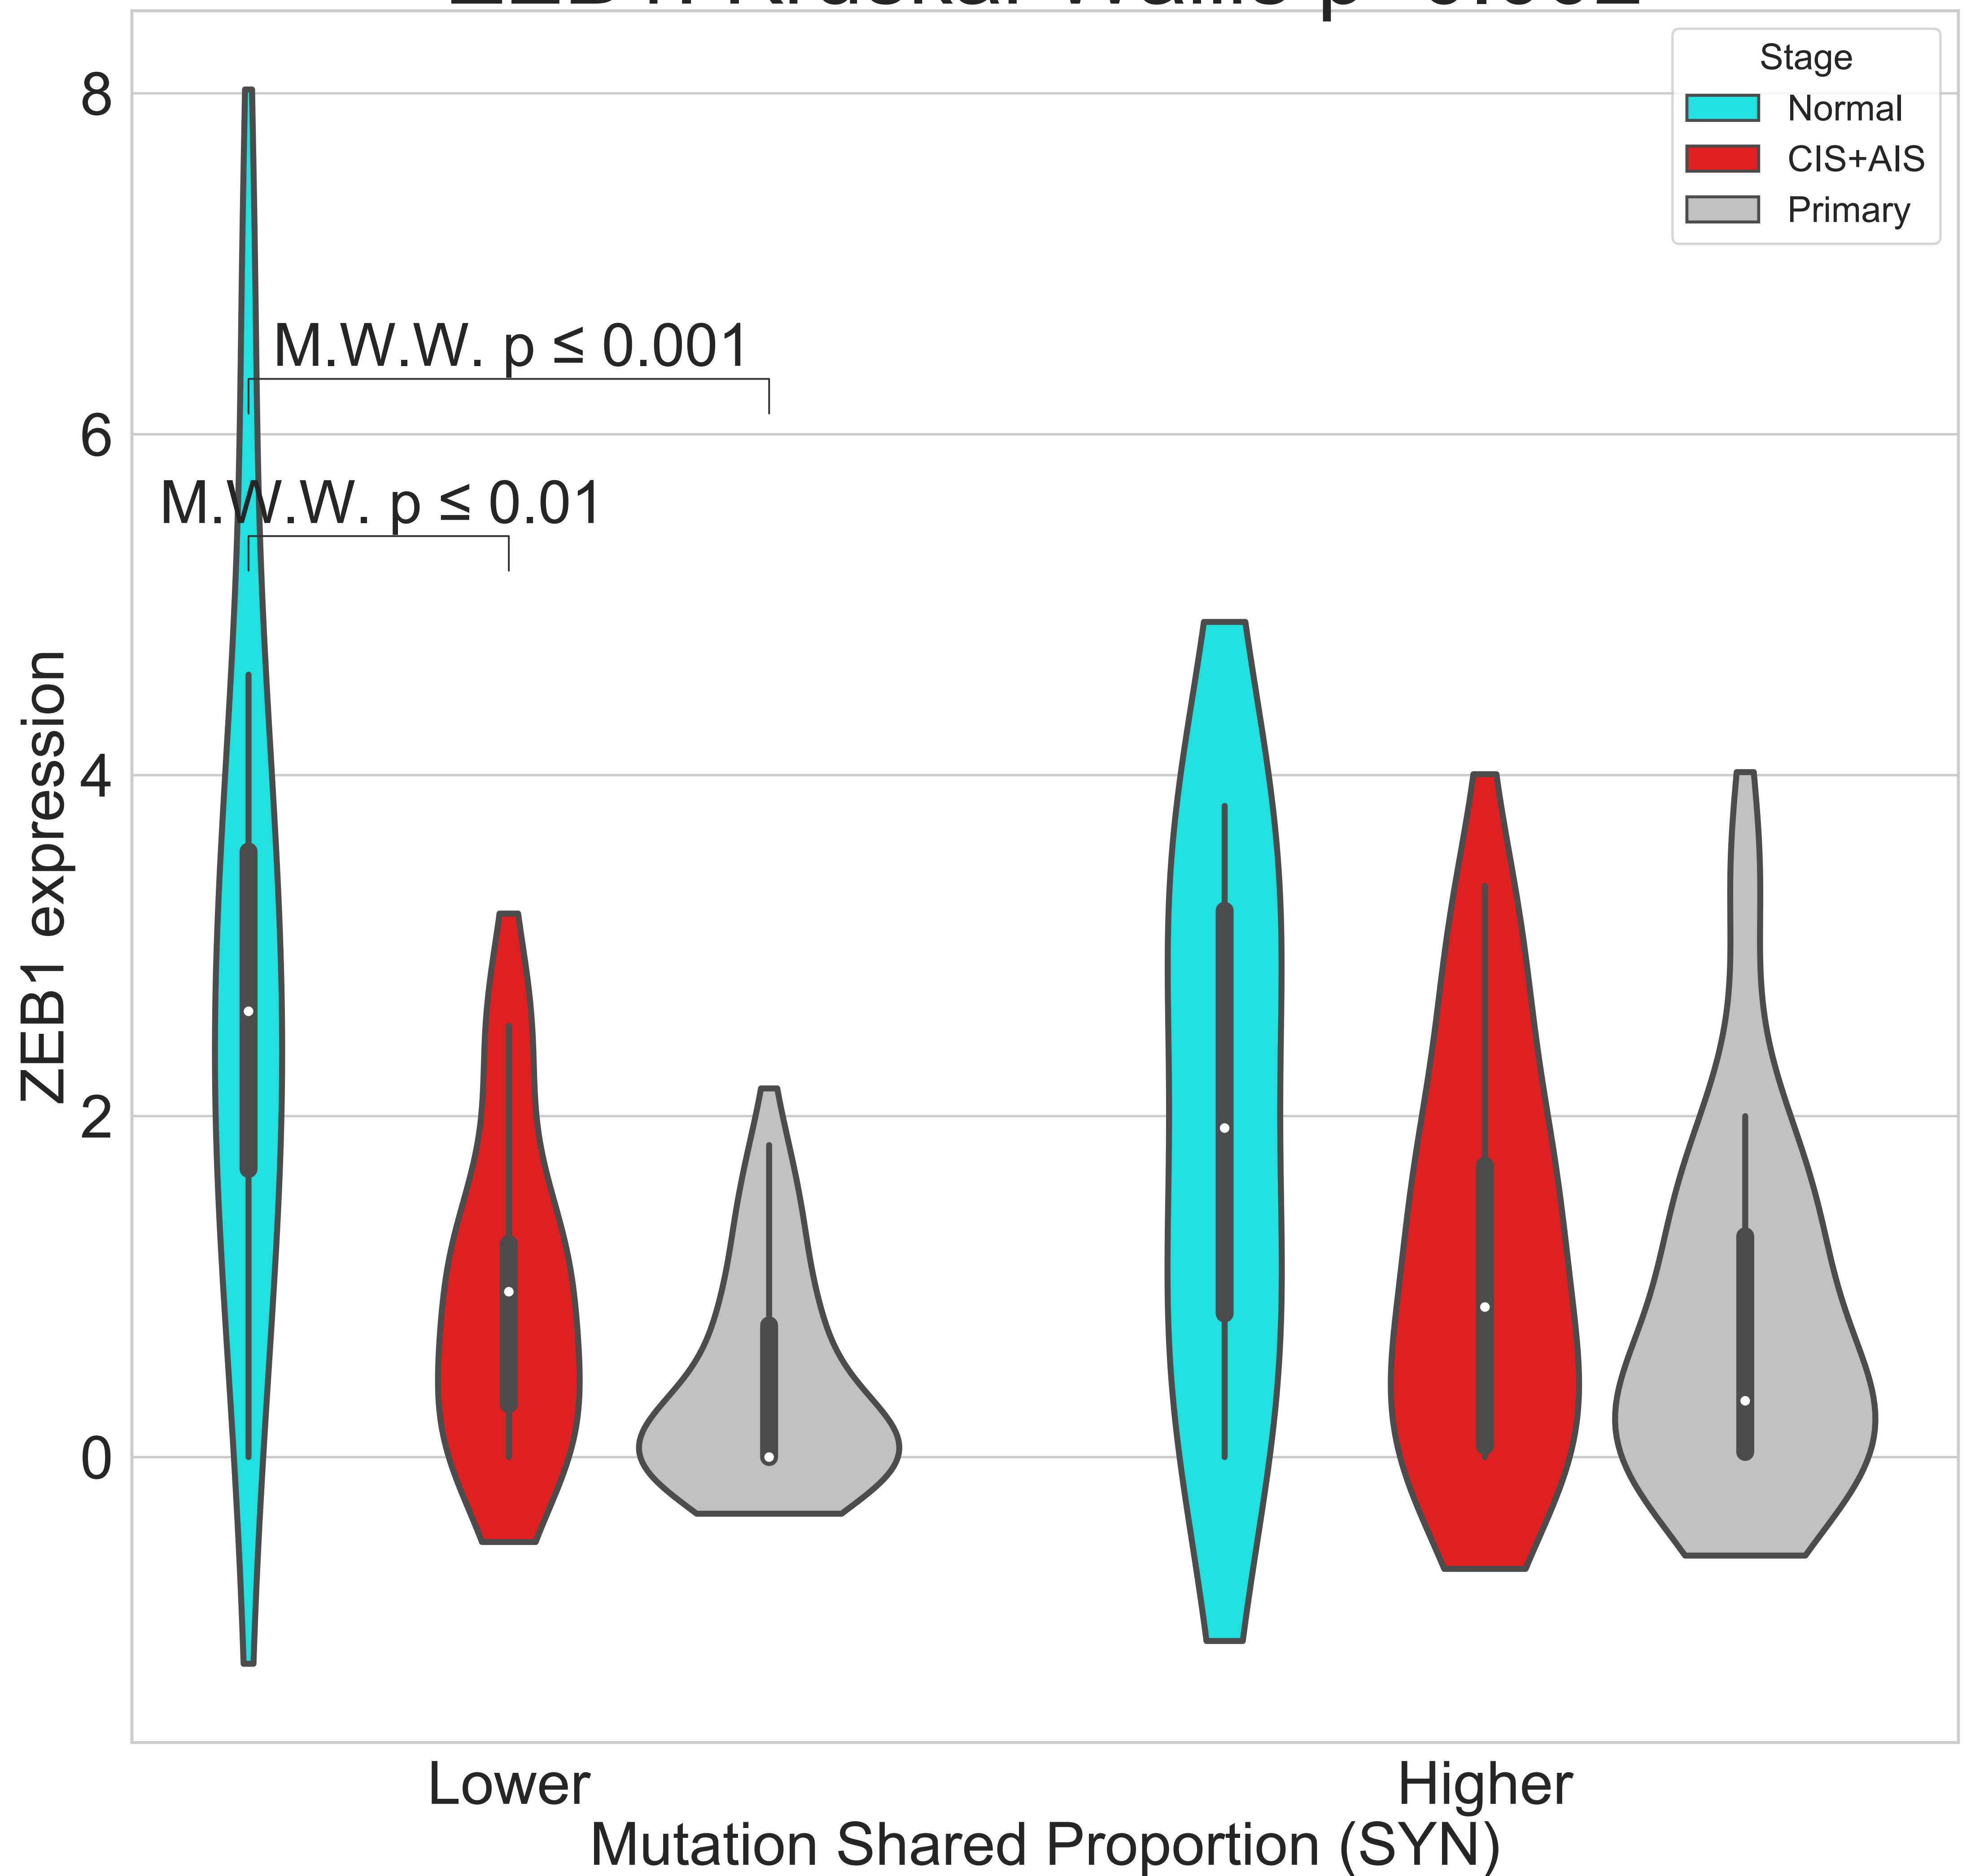 Stage
Normal
CIS+AIS
Primary
8
6
4
2
0
M.W.W. p ≤ 0.001
M.W.W. p ≤ 0.01
ZEB1 expression
Lower
Higher
Mutation Shared Proportion (SYN)